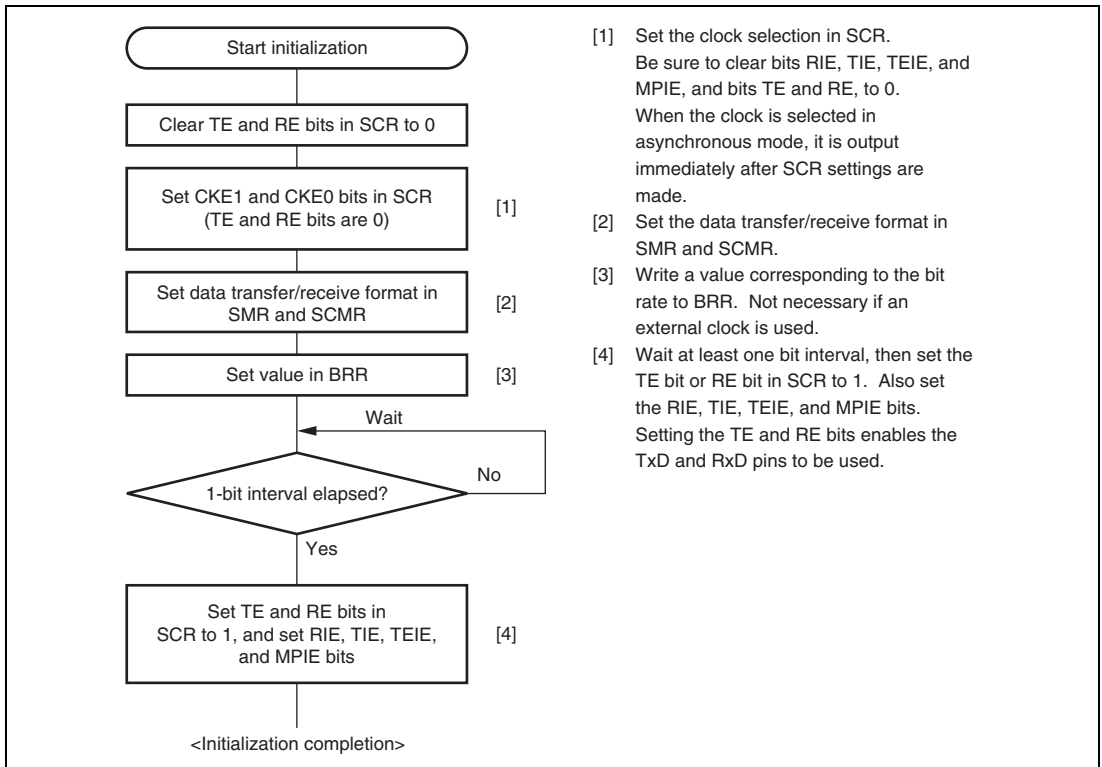 Start initialization
Clear TE and RE bits in SCR to 0
Set CKE1 and CKE0 bits in SCR
(TE and RE bits are 0)
[1]
Set data transfer/receive format in
SMR and SCMR
[2]
Set value in BRR
[3]
Wait
1-bit interval elapsed?
No
Yes
Set TE and RE bits in
SCR to 1, and set RIE, TIE, TEIE,
and MPIE bits
[4]
<Initialization completion>
[1] Set the clock selection in SCR.
Be sure to clear bits RIE, TIE, TEIE, and
MPIE, and bits TE and RE, to 0.
When the clock is selected in
asynchronous mode, it is output
immediately after SCR settings are
made.
[2] Set the data transfer/receive format in
SMR and SCMR.
[3] Write a value corresponding to the bit
rate to BRR. Not necessary if an
external clock is used.
[4] Wait at least one bit interval, then set the
TE bit or RE bit in SCR to 1. Also set
the RIE, TIE, TEIE, and MPIE bits.
Setting the TE and RE bits enables the
TxD and RxD pins to be used.